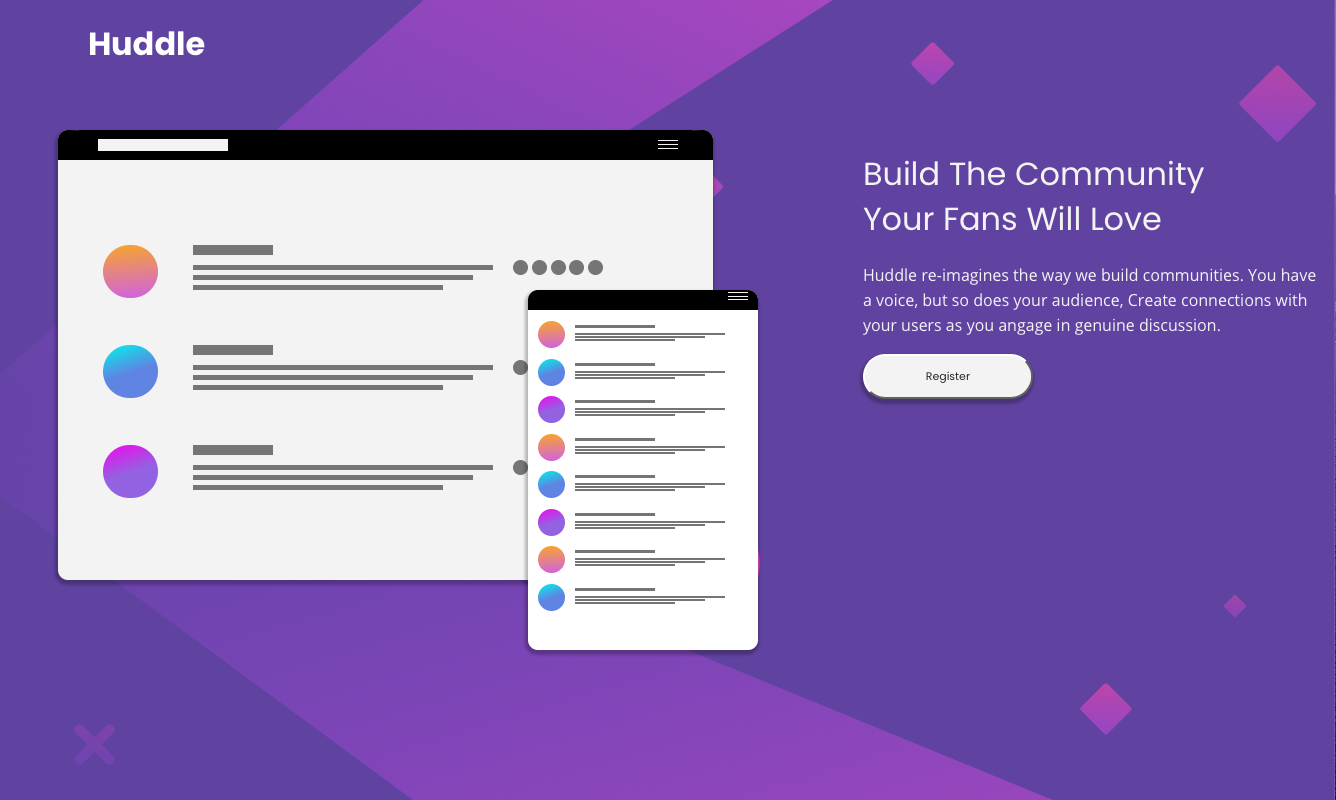 Huddle
Build The Community
Your Fans Will Love
Huddle re-imagines the way we build communities. You have
a voice, but so does your audience, Create connections with
your users as you angage in genuine discussion.
Register